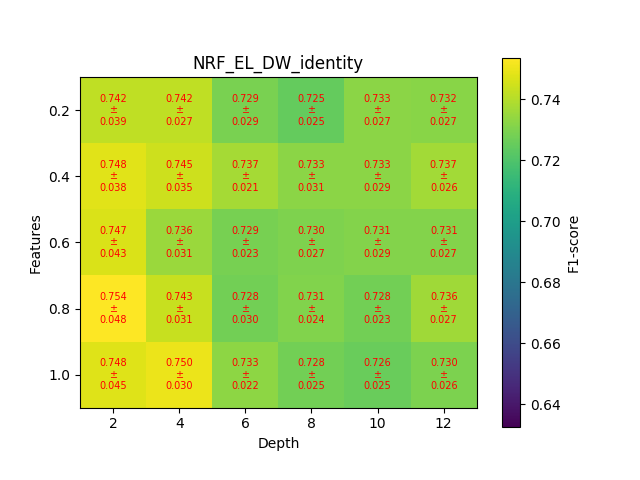 NRF_EL_DW_identity
0.742 0.742 0.729 0.725 0.733 0.732
± ± ± ± ± ±
0.039 0.027 0.029 0.025 0.027 0.027
0.748 0.745 0.737 0.733 0.733 0.737
± ± ± ± ± ±
0.038 0.035 0.021 0.031 0.029 0.026
0.747 0.736 0.729 0.730 0.731 0.731
± ± ± ± ± ±
0.043 0.031 0.023 0.027 0.029 0.027
0.754 0.743 0.728 0.731 0.728 0.736
± ± ± ± ± ±
0.048 0.031 0.030 0.024 0.023 0.027
0.748 0.750 0.733 0.728 0.726 0.730
± ± ± ± ± ±
0.045 0.030 0.022 0.025 0.025 0.026
0.2
0.4
0.6
0.8
1.0
Features
2 4 6 8 10 12
Depth
0.74
0.72
0.70
0.68
0.66
0.64
F1-score